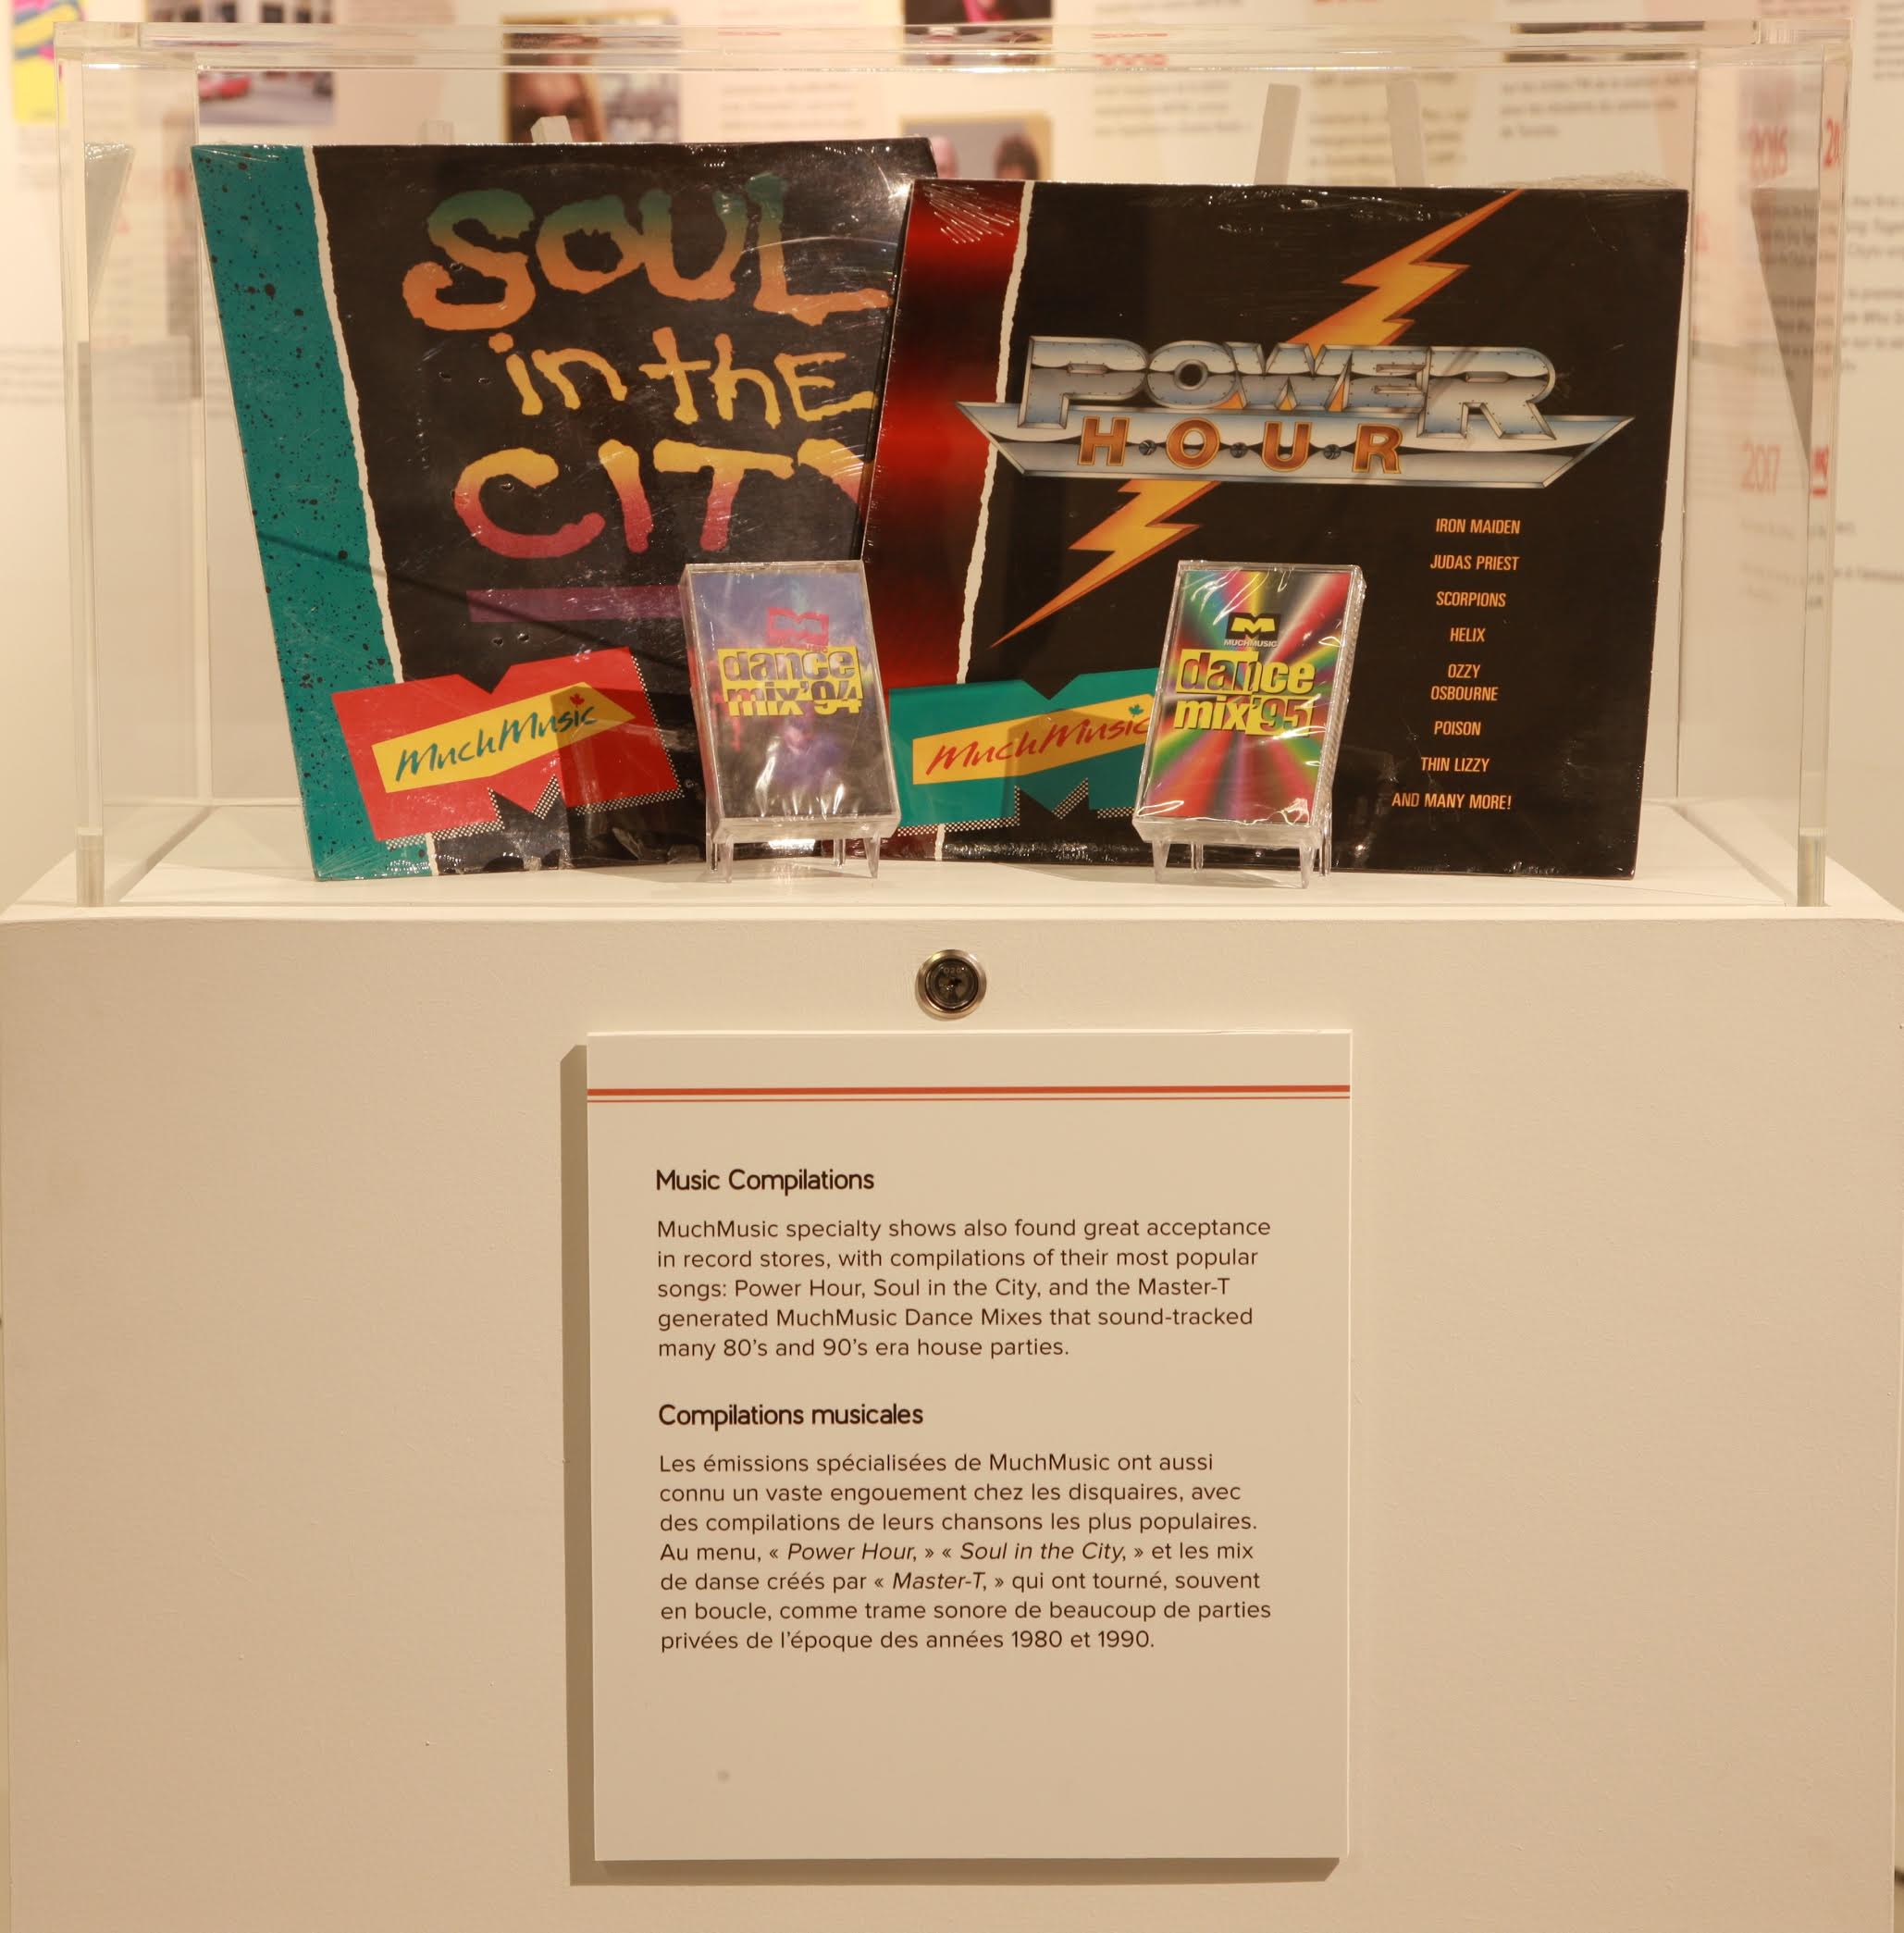 SOUL
in thE
CITY
MuchMusic
POWER
H·O·U·R
IRON MAIDEN
JUDAS PRIEST
SCORPIONS
HELIX
OZZY
OSBOURNE
POISON
THIN LIZZY
AND MANY MORE!
MuchMusic
dance
mix'94
MUCHMUSIC
dance
mix'95
2016
2017
Music Compilations
MuchMusic specialty shows also found great acceptance
in record stores, with compilations of their most popular
songs: Power Hour, Soul in the City, and the Master-T
generated MuchMusic Dance Mixes that sound-tracked
many 80's and 90's era house parties.
Compilations musicales
Les émissions spécialisées de MuchMusic ont aussi
connu un vaste engouement chez les disquaires, avec
des compilations de leurs chansons les plus populaires.
Au menu, « Power Hour, » « Soul in the City, » et les mix
de danse créés par « Master-T, » qui ont tourné, souvent
en boucle, comme trame sonore de beaucoup de parties
privées de l'époque des années 1980 et 1990.